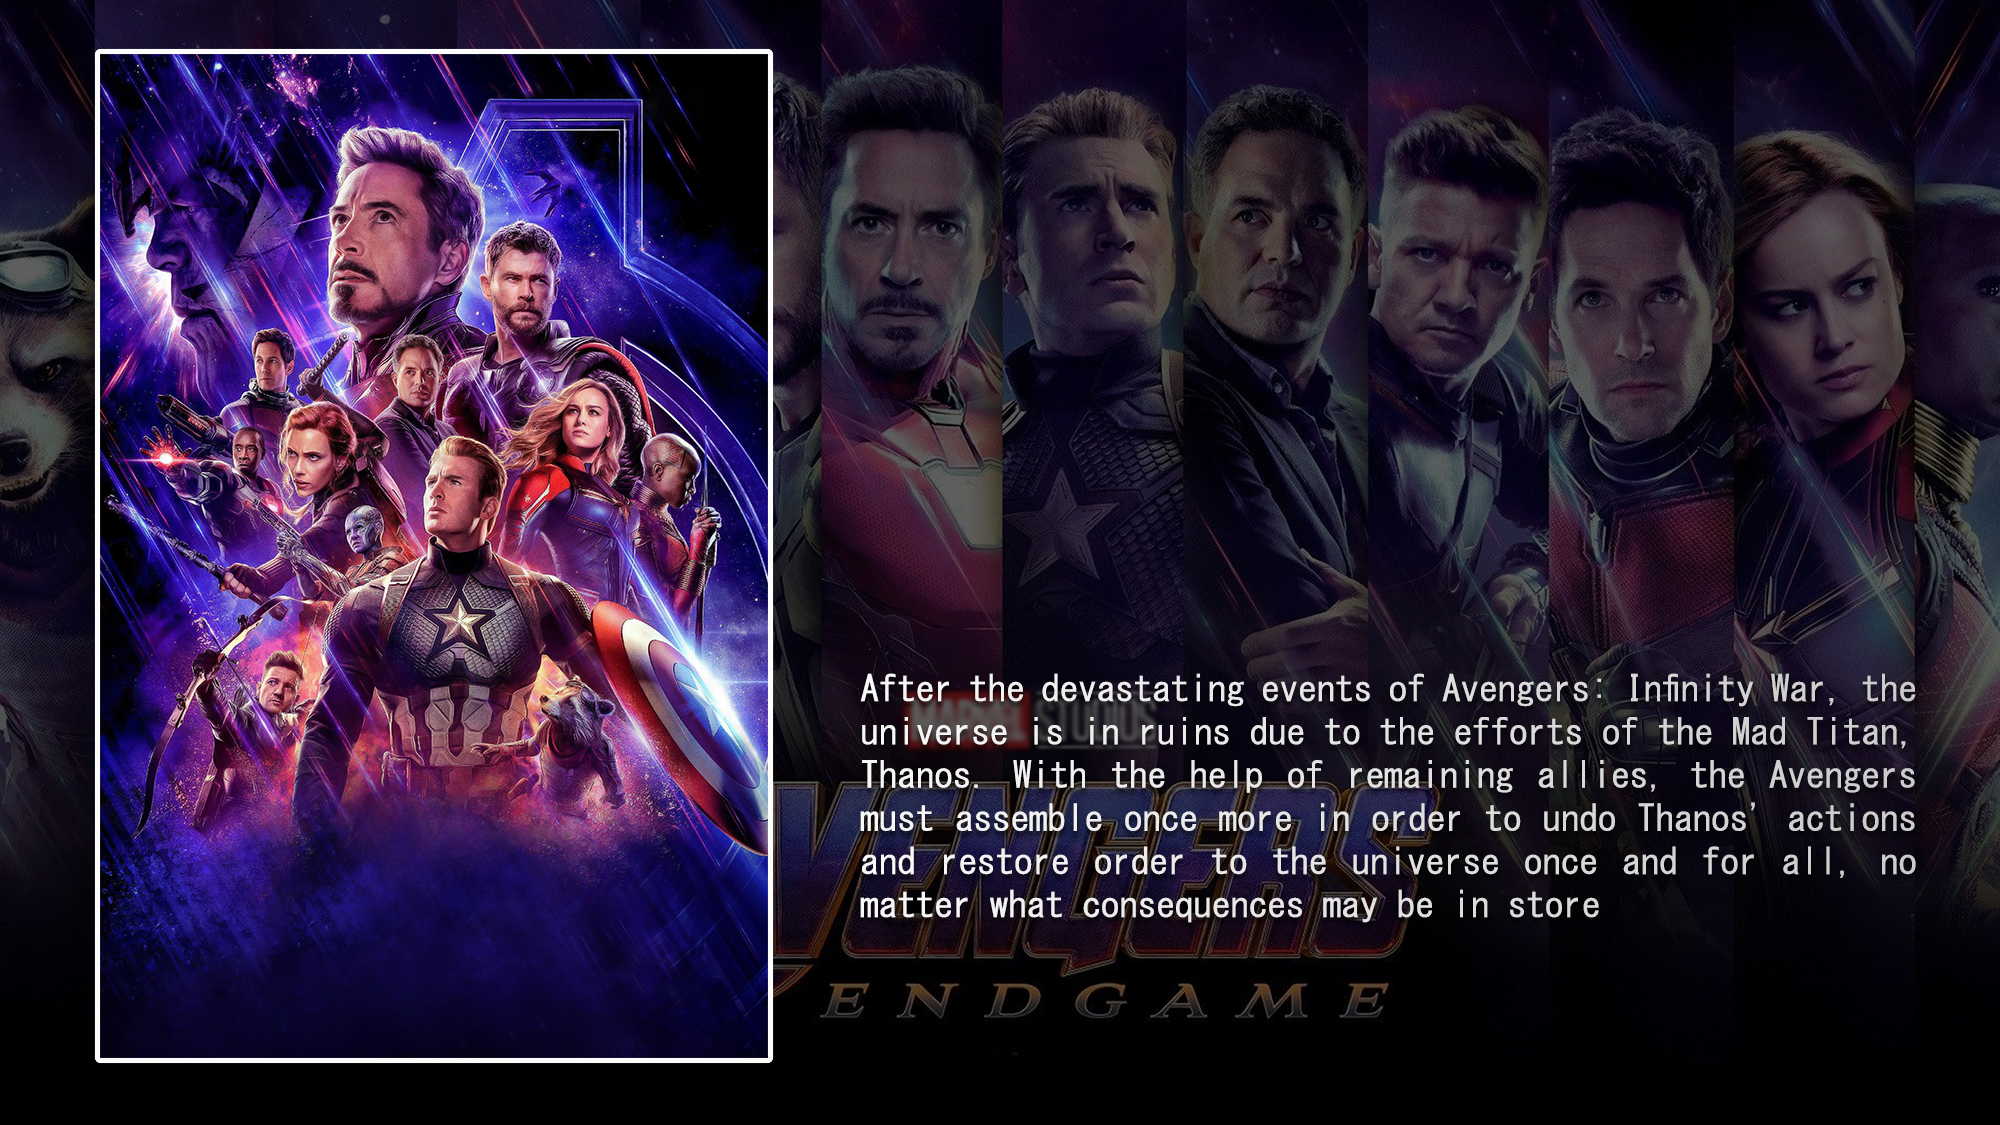 After the devastating events of Avengers: Infinity War, the
universe is in ruins due to the efforts of the Mad Titan,
Thanos. With the help of remaining allies, the Avengers
must assemble once more in order to undo Thanos’ actions
and restore order to the universe once and for all, no
matter what consequences may be in store
MARVEL STUDIOS
VENGERS
ENDGAME